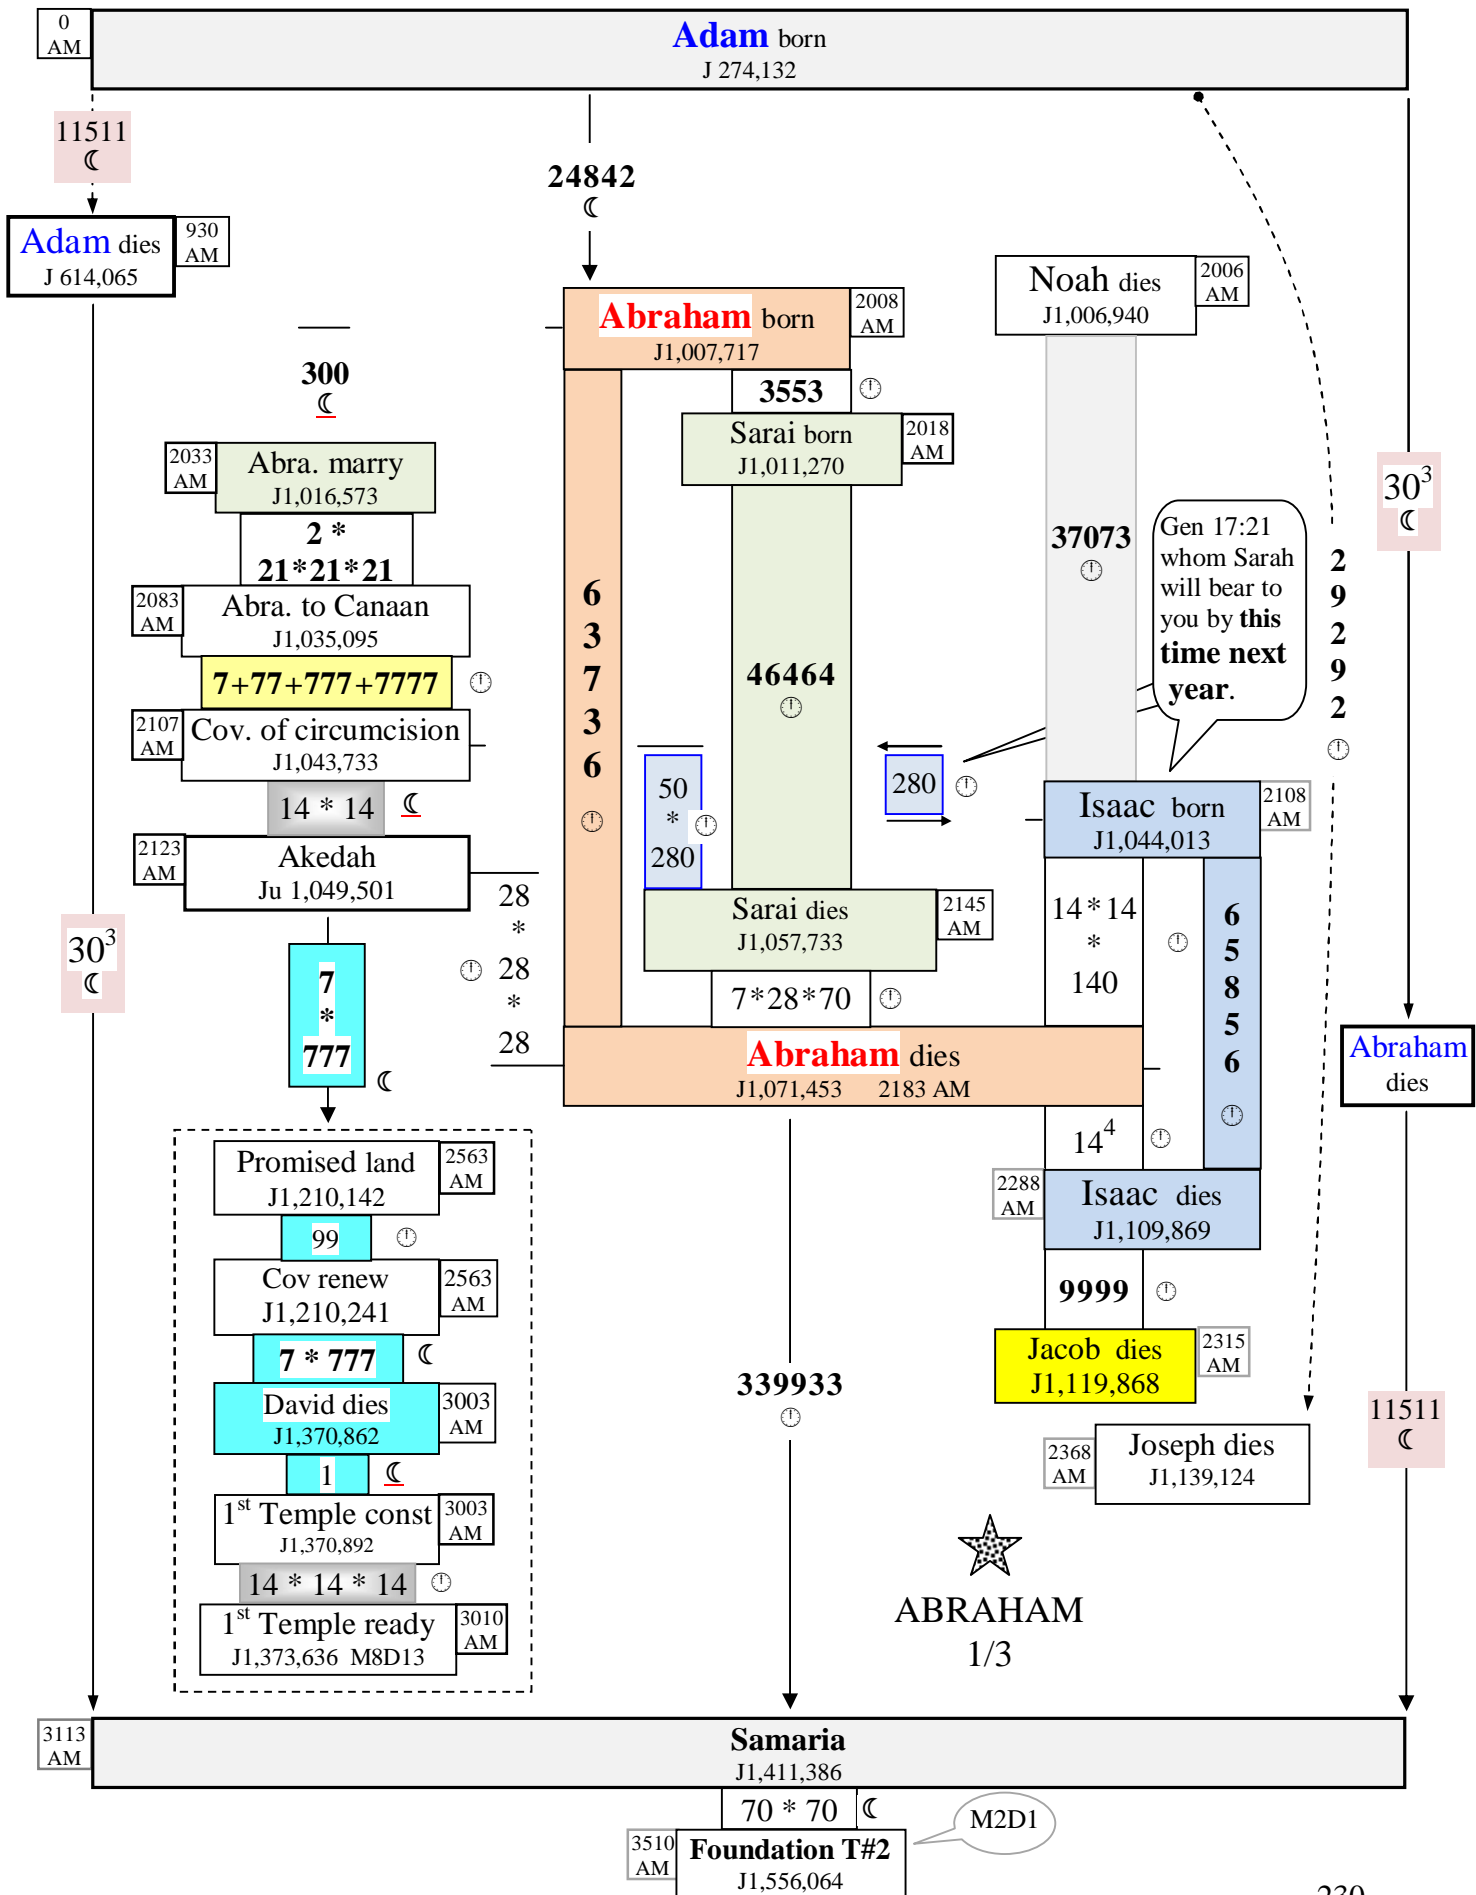 0
AM
Adam born
J 274,132
11511
☾
24842
☾
Adam dies
J 614,065
930
AM
Noah dies
J1,006,940
2006
AM
Abraham born
J1,007,717
2008
AM
300
☾
3553
Sarai born
J1,011,270
2018
AM
2033
AM
Abra. marry
J1,016,573
30³
☾
2 *
21*21*21
37073
Gen 17:21
whom Sarah
will bear to
you by this
time next
year.
2
9
2
9
2
2083
AM
Abra. to Canaan
J1,035,095
6
3
7
3
6
46464
7+77+777+7777
2107
AM
Cov. of circumcision
J1,043,733
50
*
280
280
14 * 14 ☾
Isaac born
J1,044,013
2108
AM
2123
AM
Akedah
Ju 1,049,501
28
*
28
*
28
Sarai dies
J1,057,733
2145
AM
14*14
*
140
6
5
8
5
6
30³
☾
7
*
777
☾
7*28*70
Abraham dies
J1,071,453 2183 AM
Abraham
dies
14⁴
Promised land
J1,210,142
2563
AM
2288
AM
Isaac dies
J1,109,869
99
Cov renew
J1,210,241
2563
AM
9999
7 * 777 ☾
Jacob dies
J1,119,868
2315
AM
339933
David dies
J1,370,862
3003
AM
11511
☾
2368
AM
Joseph dies
J1,139,124
1 ☾
1st Temple const
J1,370,892
3003
AM
14 * 14 * 14
1st Temple ready
J1,373,636 M8D13
3010
AM
ABRAHAM
1/3
3113
AM
Samaria
J1,411,386
70 * 70 ☾
M2D1
3510
AM
Foundation T#2
J1,556,064
230